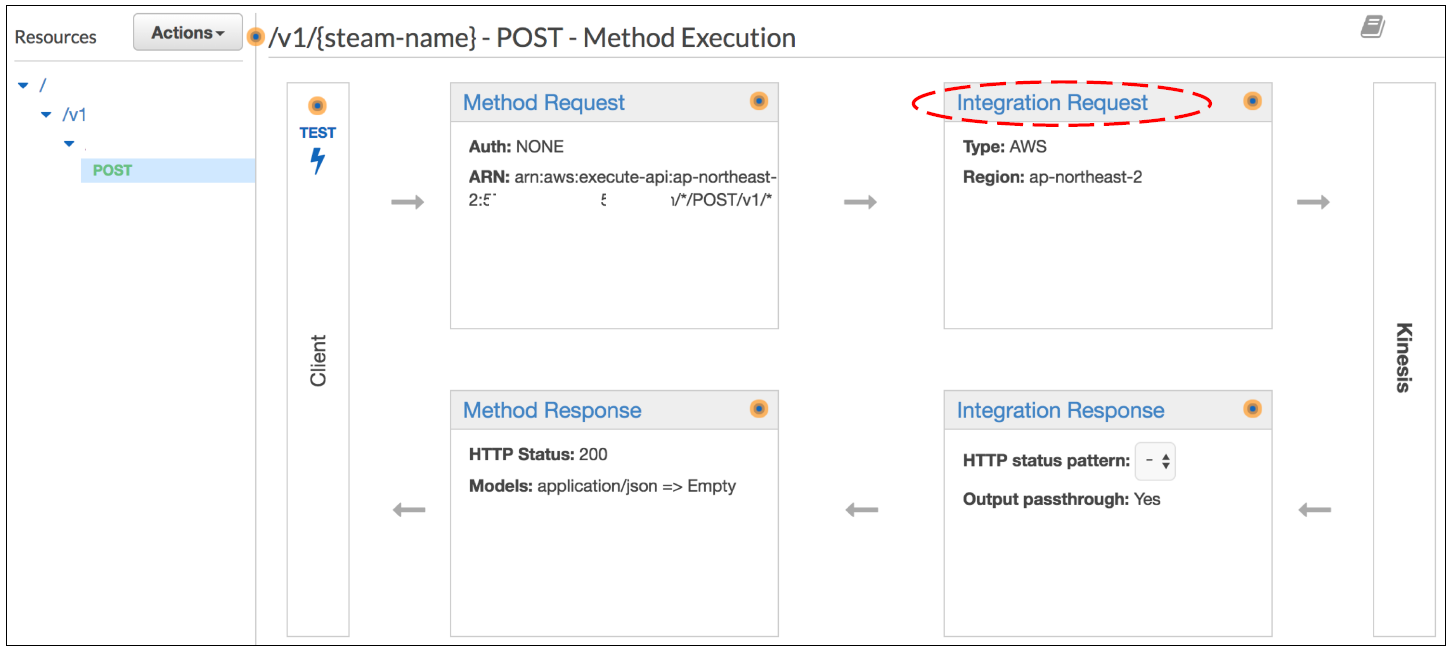 Resources
Actions
/v1/{steam-name} - POST - Method Execution
/
/v1
POST
TEST
Client
Method Request
Auth: NONE
ARN: arn:aws:execute-api:ap-northeast-
2:5 /*/POST/v1/*
Integration Request
Type: AWS
Region: ap-northeast-2
Kinesis
Method Response
HTTP Status: 200
Models: application/json => Empty
Integration Response
HTTP status pattern: -
Output passthrough: Yes